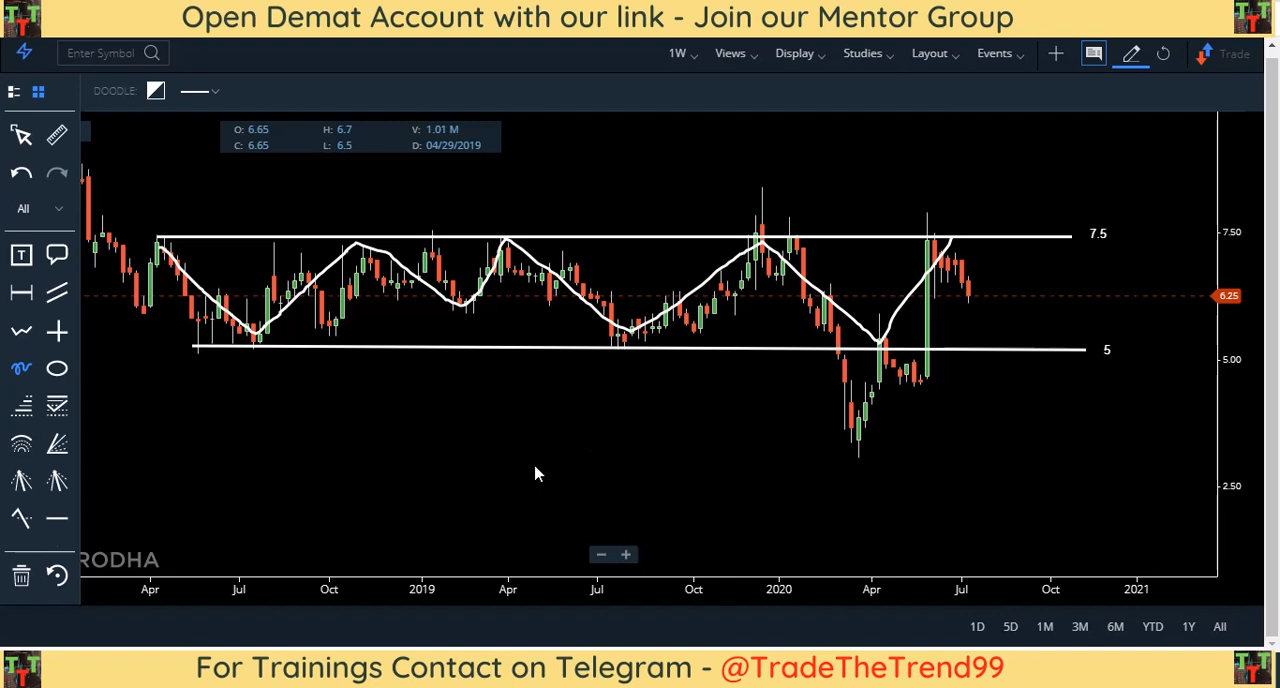 Open Demat Account with our link - Join our Mentor Group
Enter Symbol
1W Views Display Studies Layout Events Trade
DOODLE:
O: 6.65 H: 6.7 V: 1.01 M
C: 6.65 L: 6.5 D: 04/29/2019
All
T
7.5
7.50
6.25
5
5.00
2.50
RODHA
Apr Jul Oct 2019 Apr Jul Oct 2020 Apr Jul Oct 2021
1D 5D 1M 3M 6M YTD 1Y All
For Trainings Contact on Telegram - @TradeTheTrend99